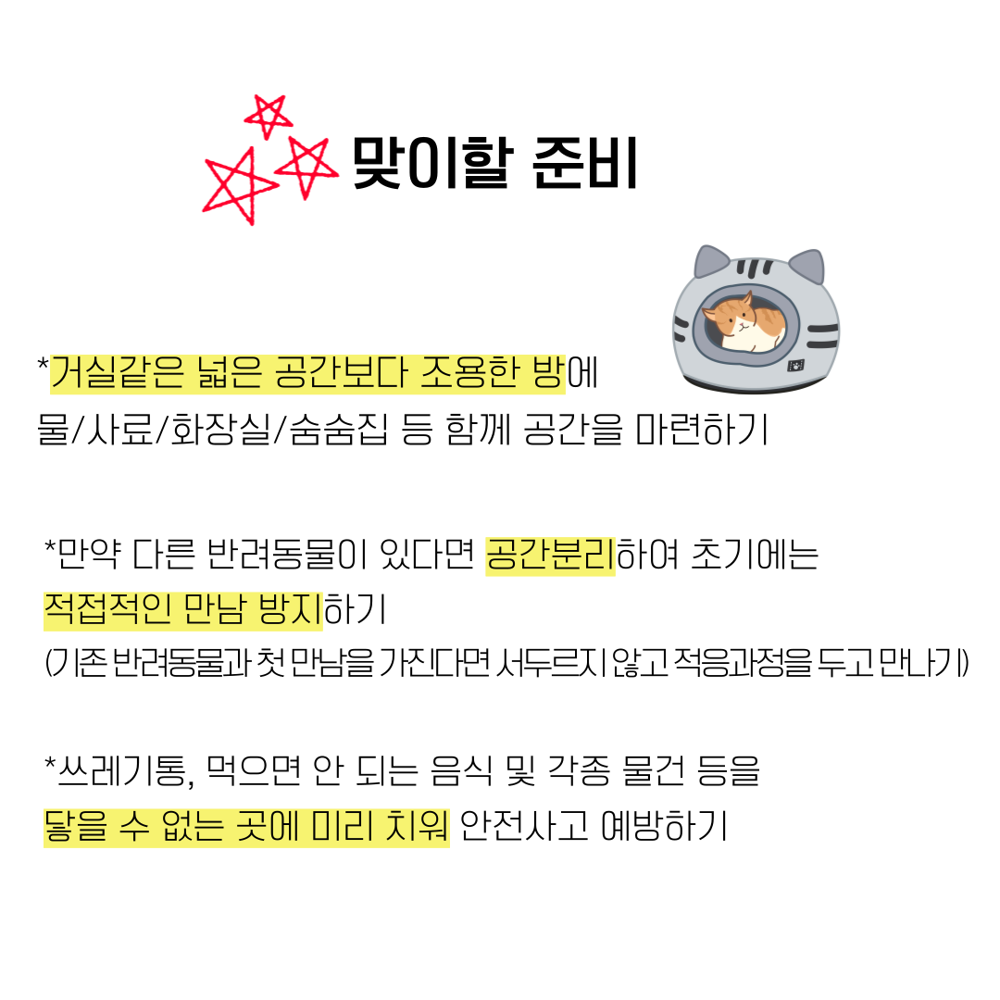 맞이할 준비
*거실같은 넓은 공간보다 조용한 방에
물/사료/화장실/숨숨집 등 함께 공간을 마련하기
*만약 다른 반려동물이 있다면 공간분리하여 초기에는
적접적인 만남 방지하기
(기존 반려동물과 첫 만남을 가진다면 서두르지 않고 적응과정을 두고 만나기)
*쓰레기통, 먹으면 안 되는 음식 및 각종 물건 등을
닿을 수 없는 곳에 미리 치워 안전사고 예방하기